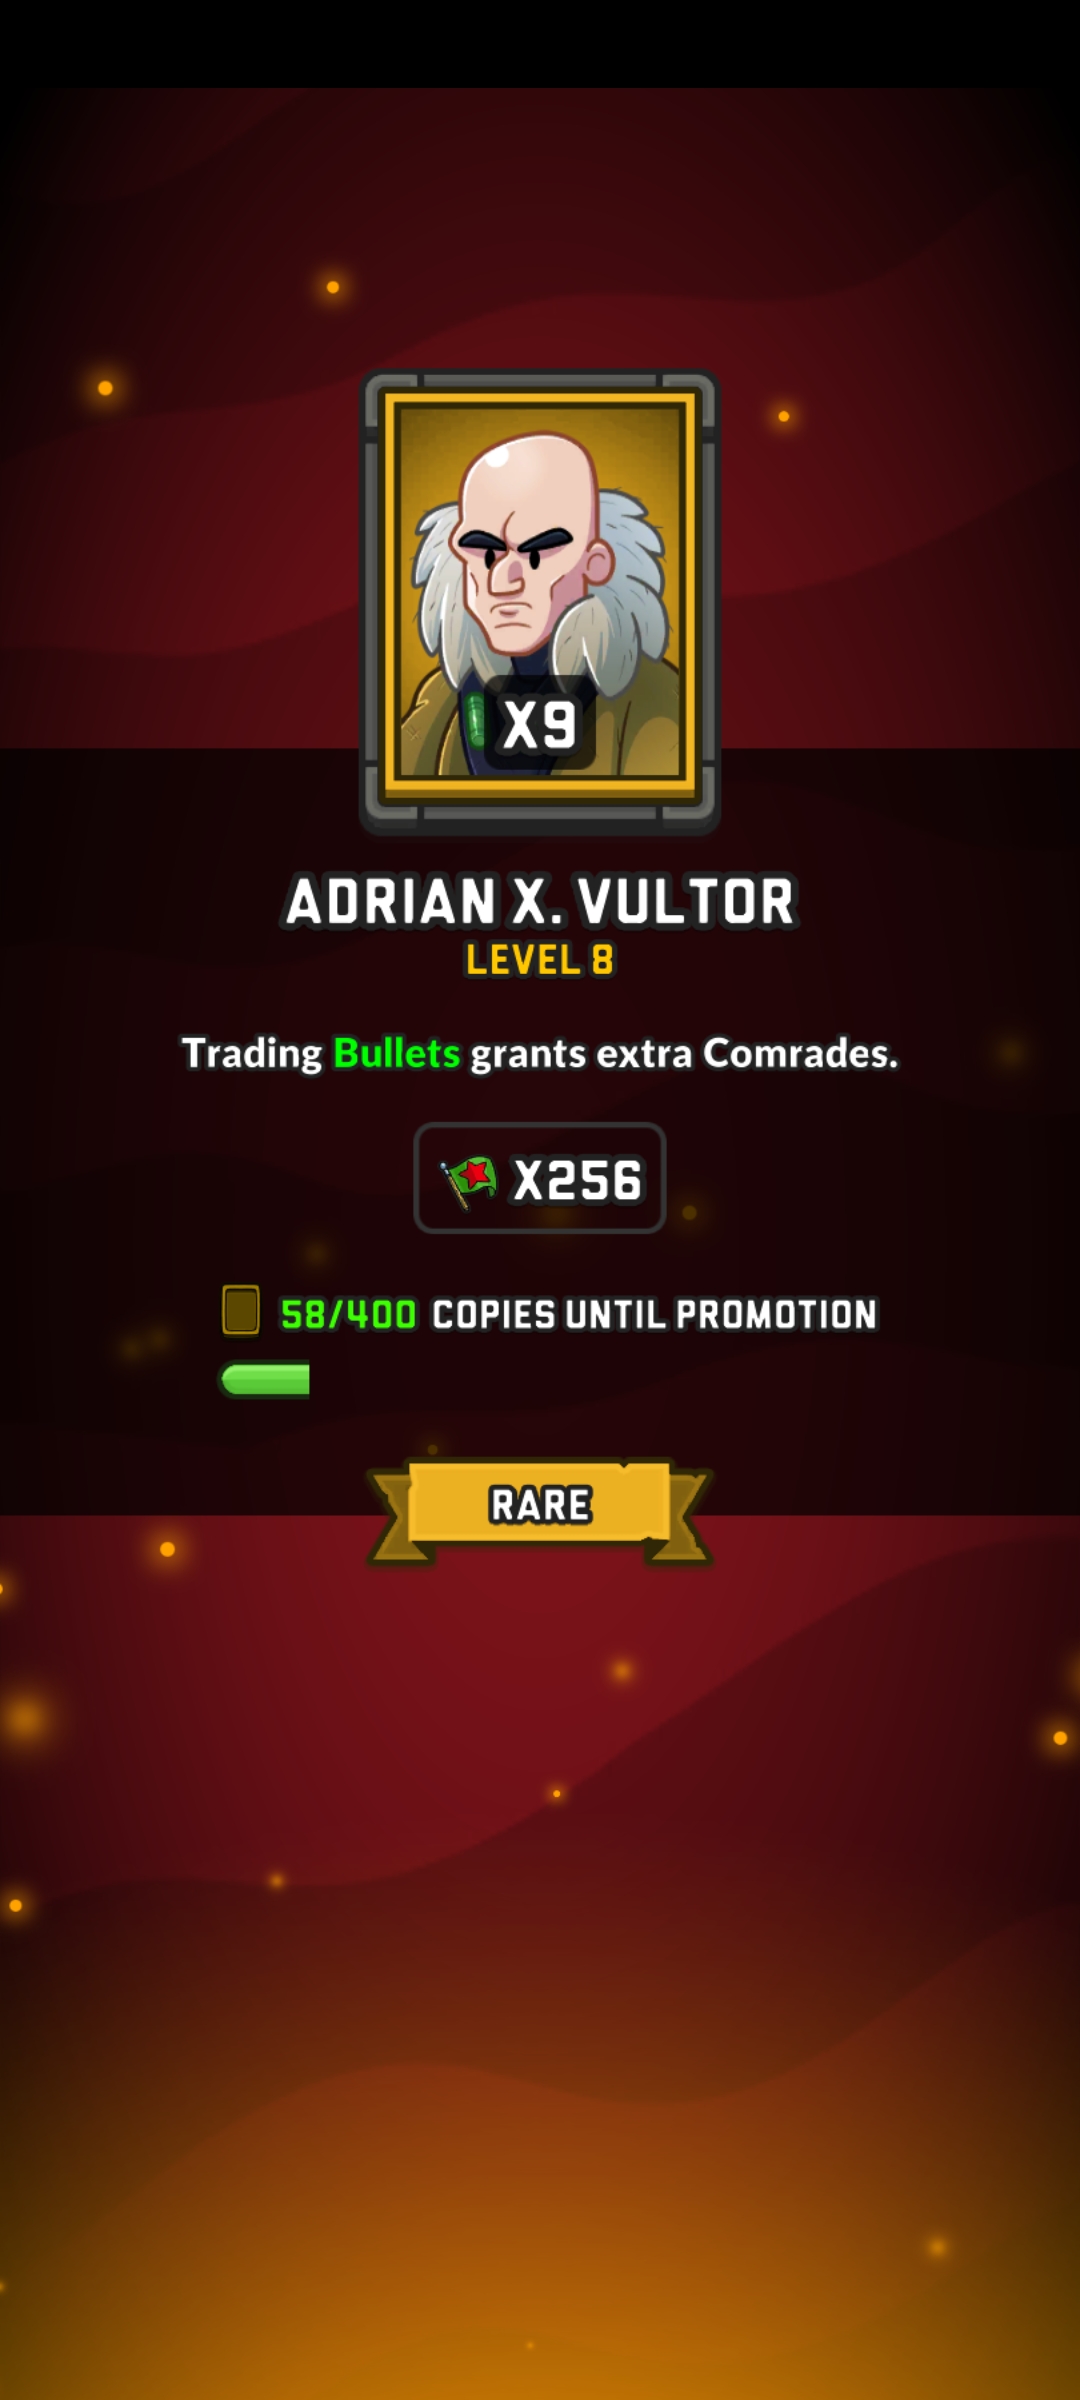 X9
ADRIAN X. VULTOR
LEVEL 8
Trading Bullets grants extra Comrades.
X256
58/400 COPIES UNTIL PROMOTION
RARE